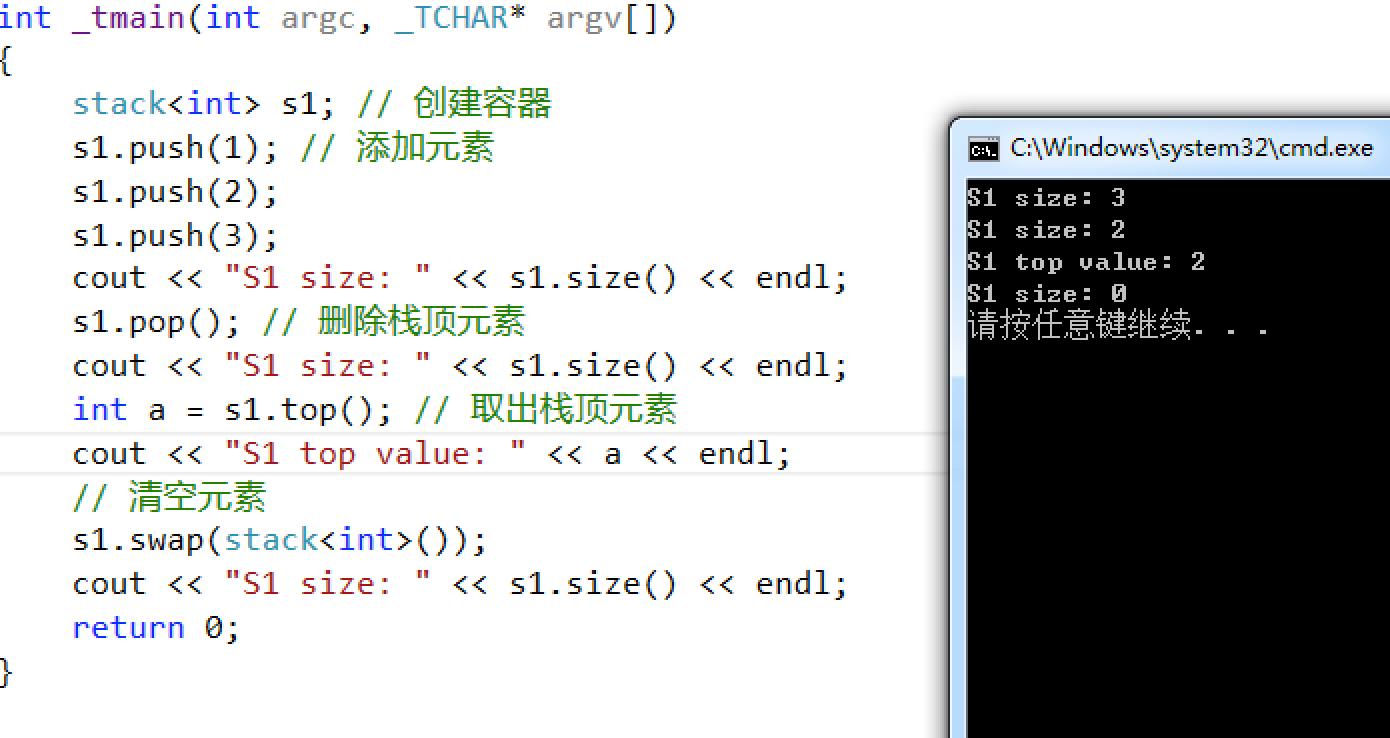 int _tmain(int argc, _TCHAR* argv[])
{
stack<int> s1; // 创建容器
s1.push(1); // 添加元素
s1.push(2);
s1.push(3);
cout << "S1 size: " << s1.size() << endl;
s1.pop(); // 删除栈顶元素
cout << "S1 size: " << s1.size() << endl;
int a = s1.top(); // 取出栈顶元素
cout << "S1 top value: " << a << endl;
// 清空元素
s1.swap(stack<int>());
cout << "S1 size: " << s1.size() << endl;
return 0;
}
C:\Windows\system32\cmd.exe
S1 size: 3
S1 size: 2
S1 top value: 2
S1 size: 0
请按任意键继续. . .